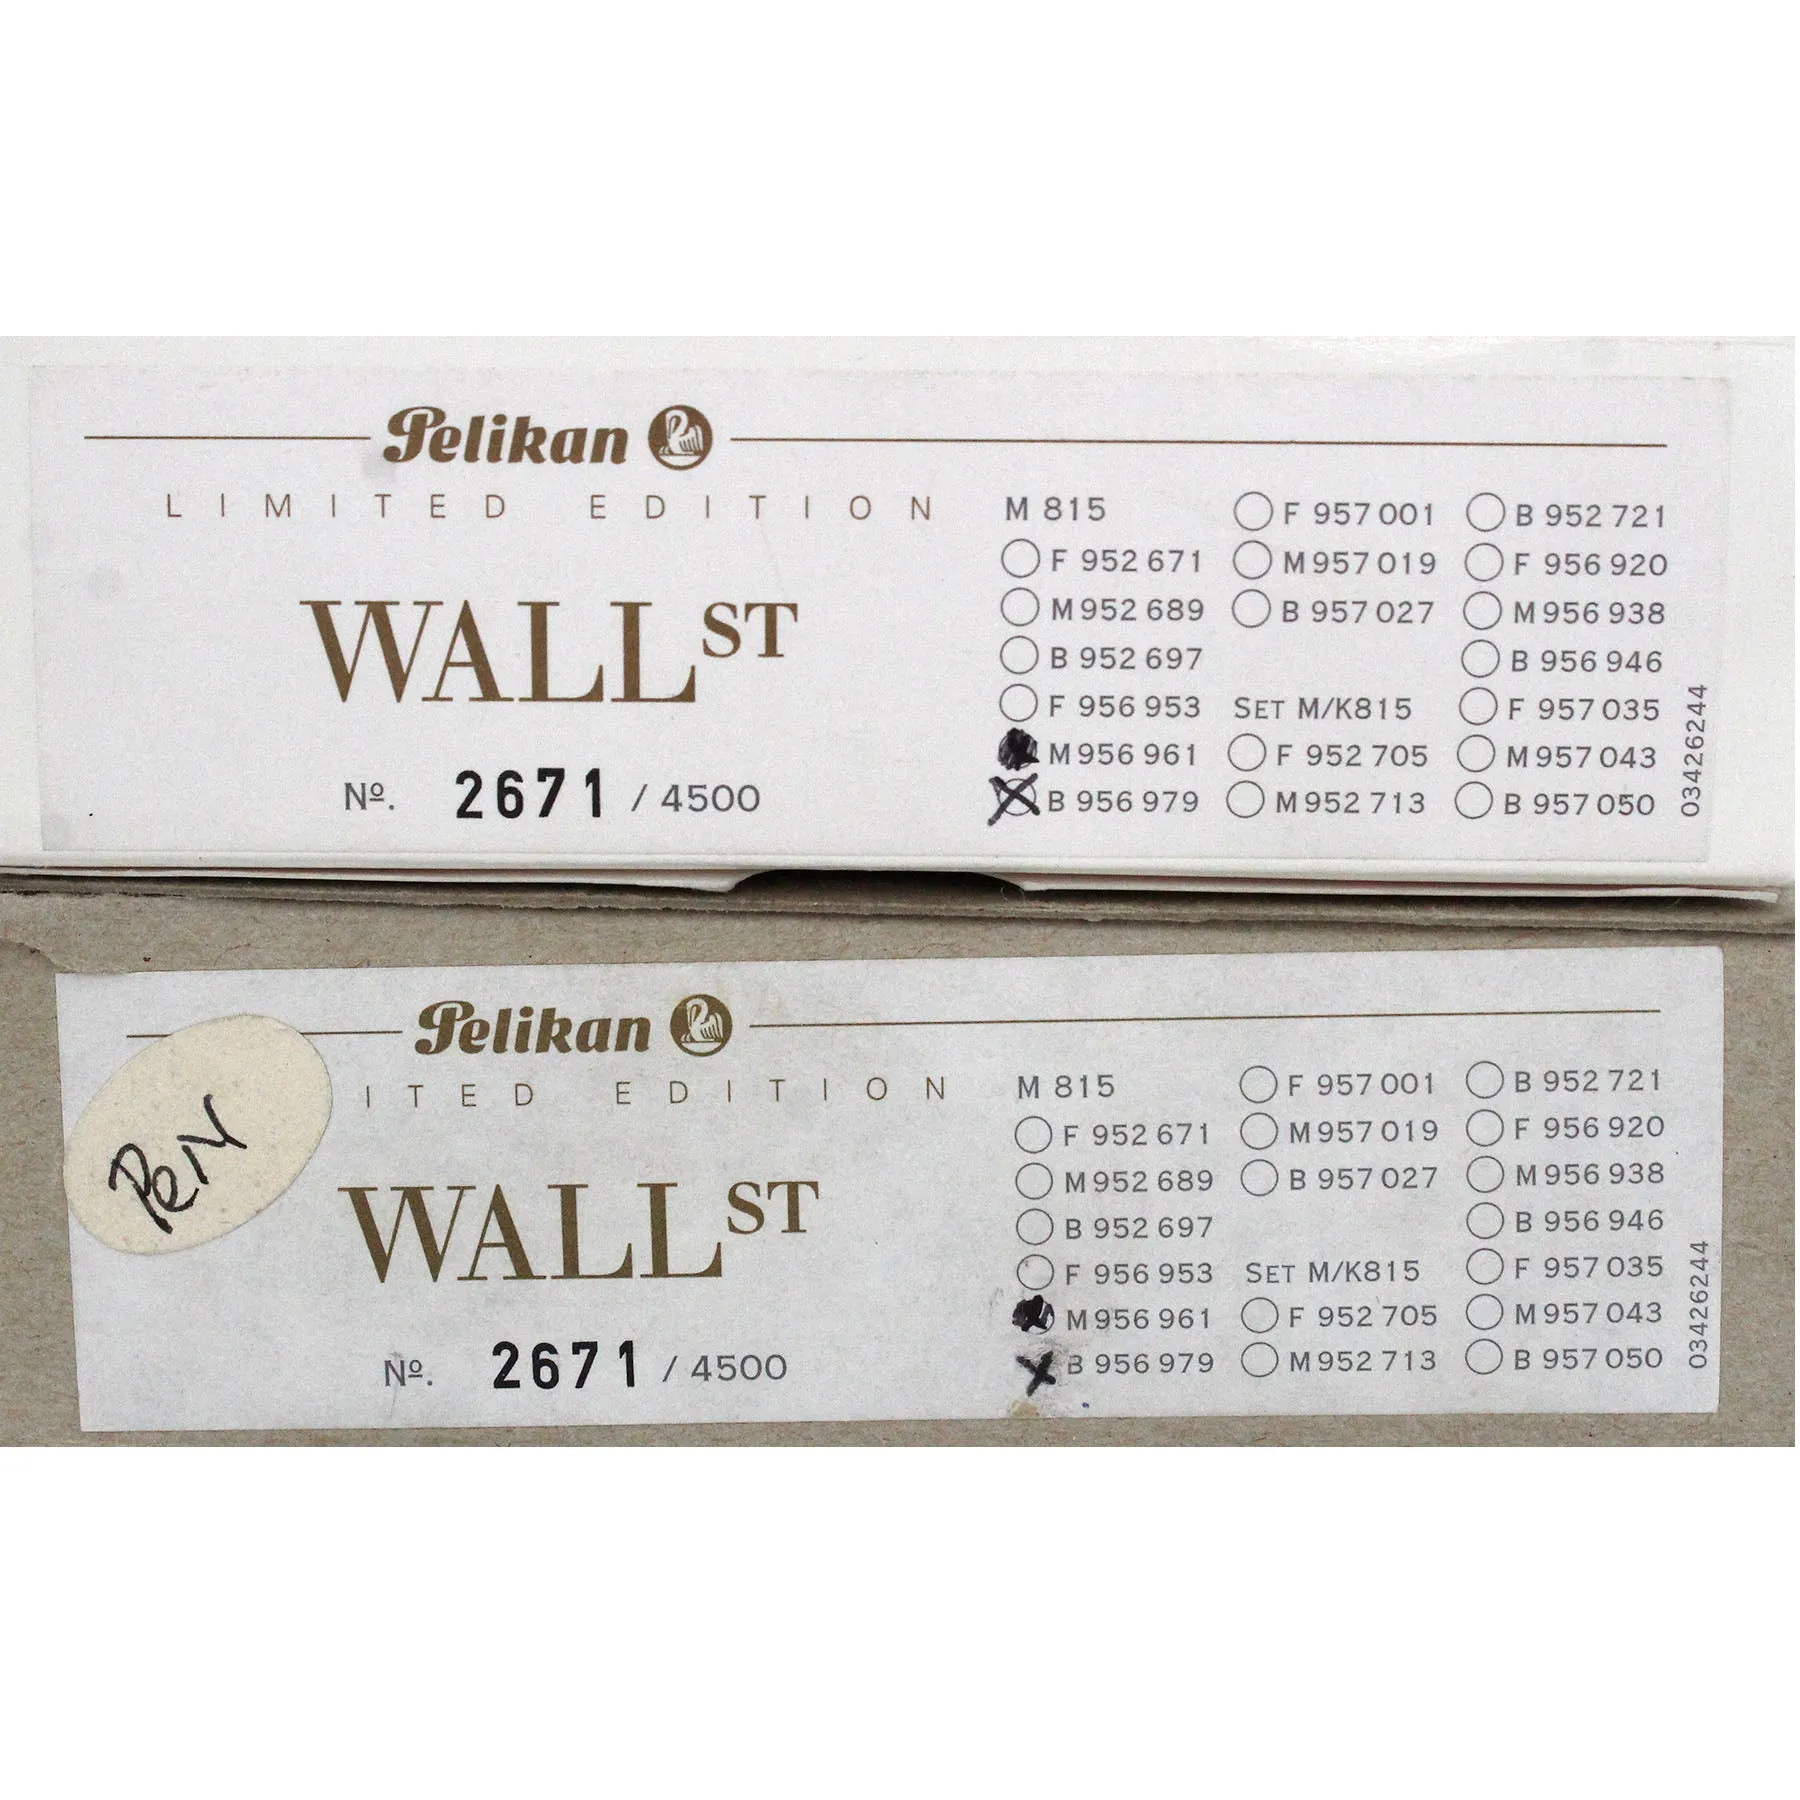 Pelikan
LIMITED EDITION
WALL ST
Nº. 2671 / 4500
M 815
F 952 671
M 952 689
B 952 697
F 956 953
M 956 961
B 956 979
F 957 001
M 957 019
B 957 027
SET M/K815
F 952 705
M 952 713
B 952 721
F 956 920
M 956 938
B 956 946
F 957 035
M 957 043
B 957 050
03426244
Pelikan
ITED EDITION
PeN
WALL ST
Nº. 2671 / 4500
M 815
F 952 671
M 952 689
B 952 697
F 956 953
M 956 961
B 956 979
F 957 001
M 957 019
B 957 027
SET M/K815
F 952 705
M 952 713
B 952 721
F 956 920
M 956 938
B 956 946
F 957 035
M 957 043
B 957 050
03426244